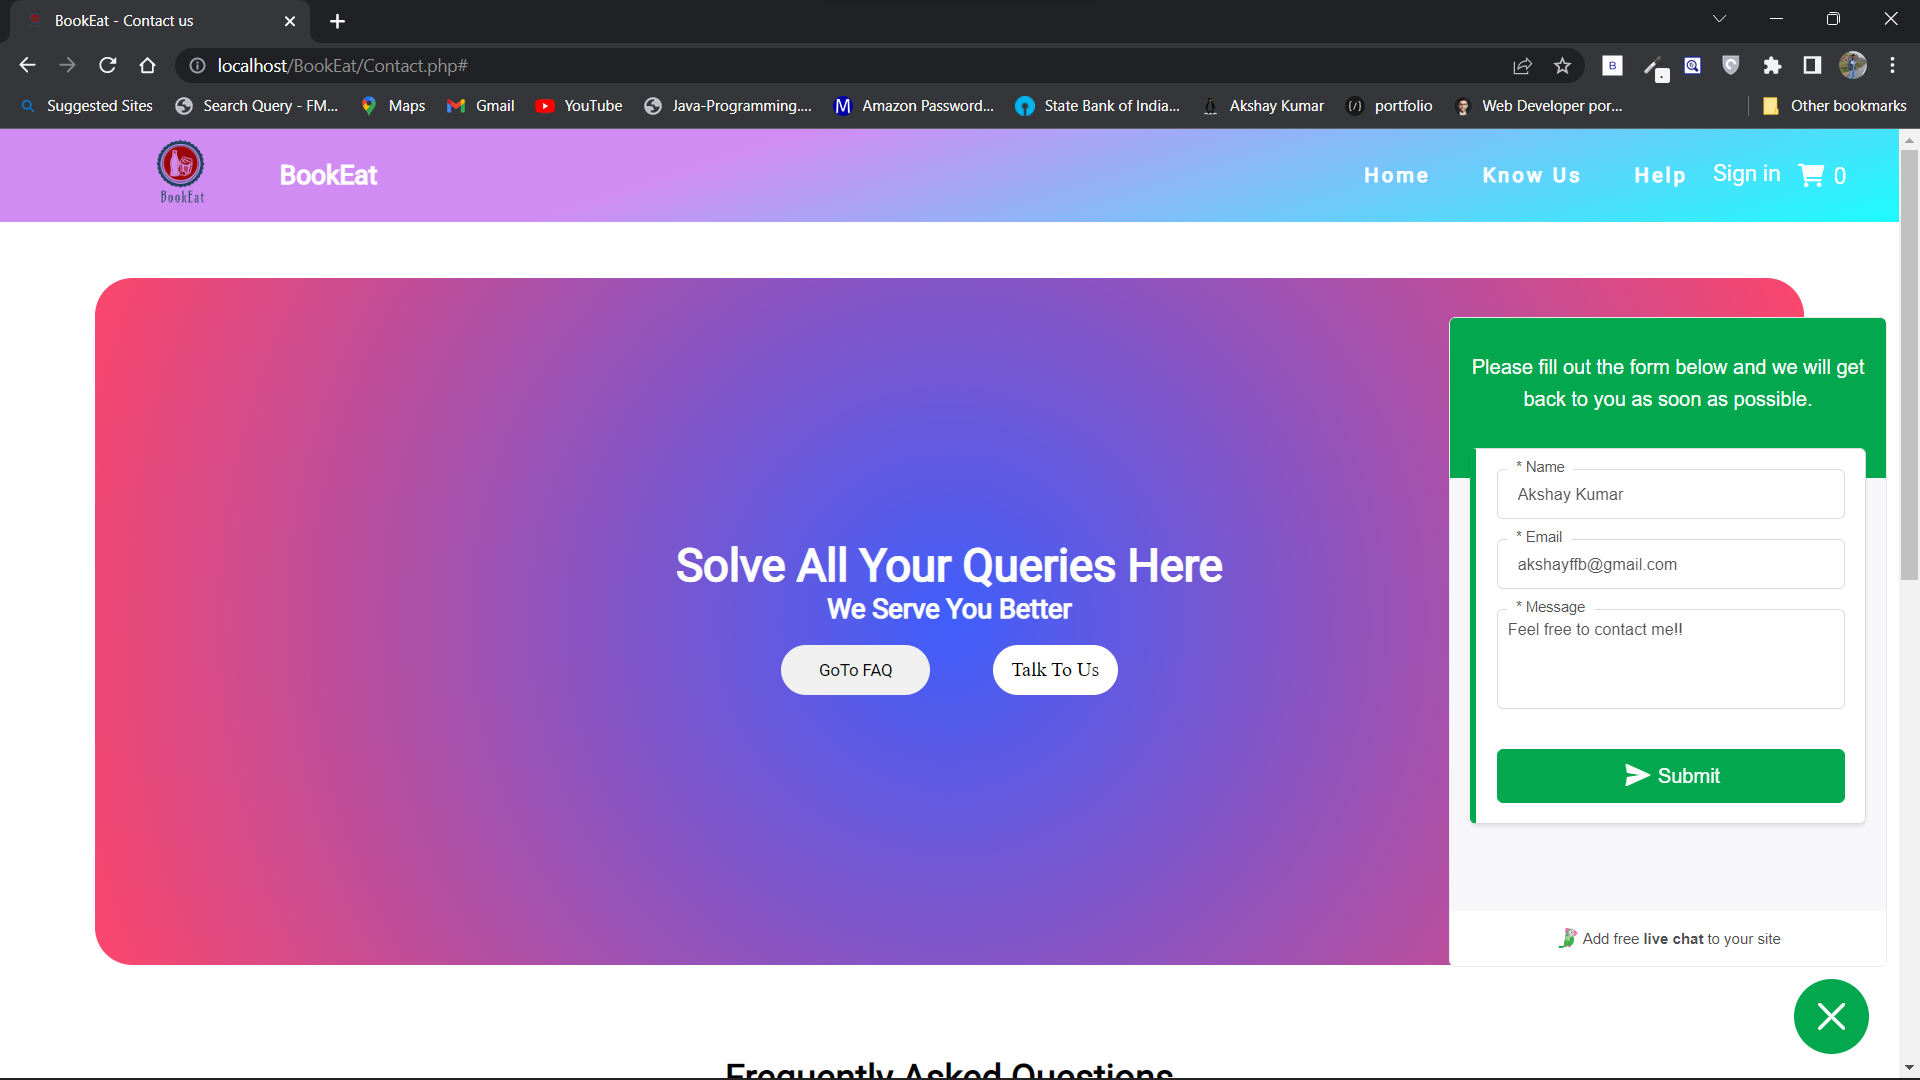 BookEat - Contact us
localhost/BookEat/Contact.php#
B
Suggested Sites
Search Query - FM...
Maps
Gmail
YouTube
Java-Programming....
M Amazon Password...
State Bank of India...
Akshay Kumar
{/} portfolio
Web Developer por...
Other bookmarks
BookEat
BookEat
Home
Know Us
Help
Sign in
0
Solve All Your Queries Here
We Serve You Better
GoTo FAQ
Talk To Us
Please fill out the form below and we will get
back to you as soon as possible.
* Name
Akshay Kumar
* Email
akshayffb@gmail.com
* Message
Feel free to contact me!!
Submit
Add free live chat to your site
Frequently Asked Questions